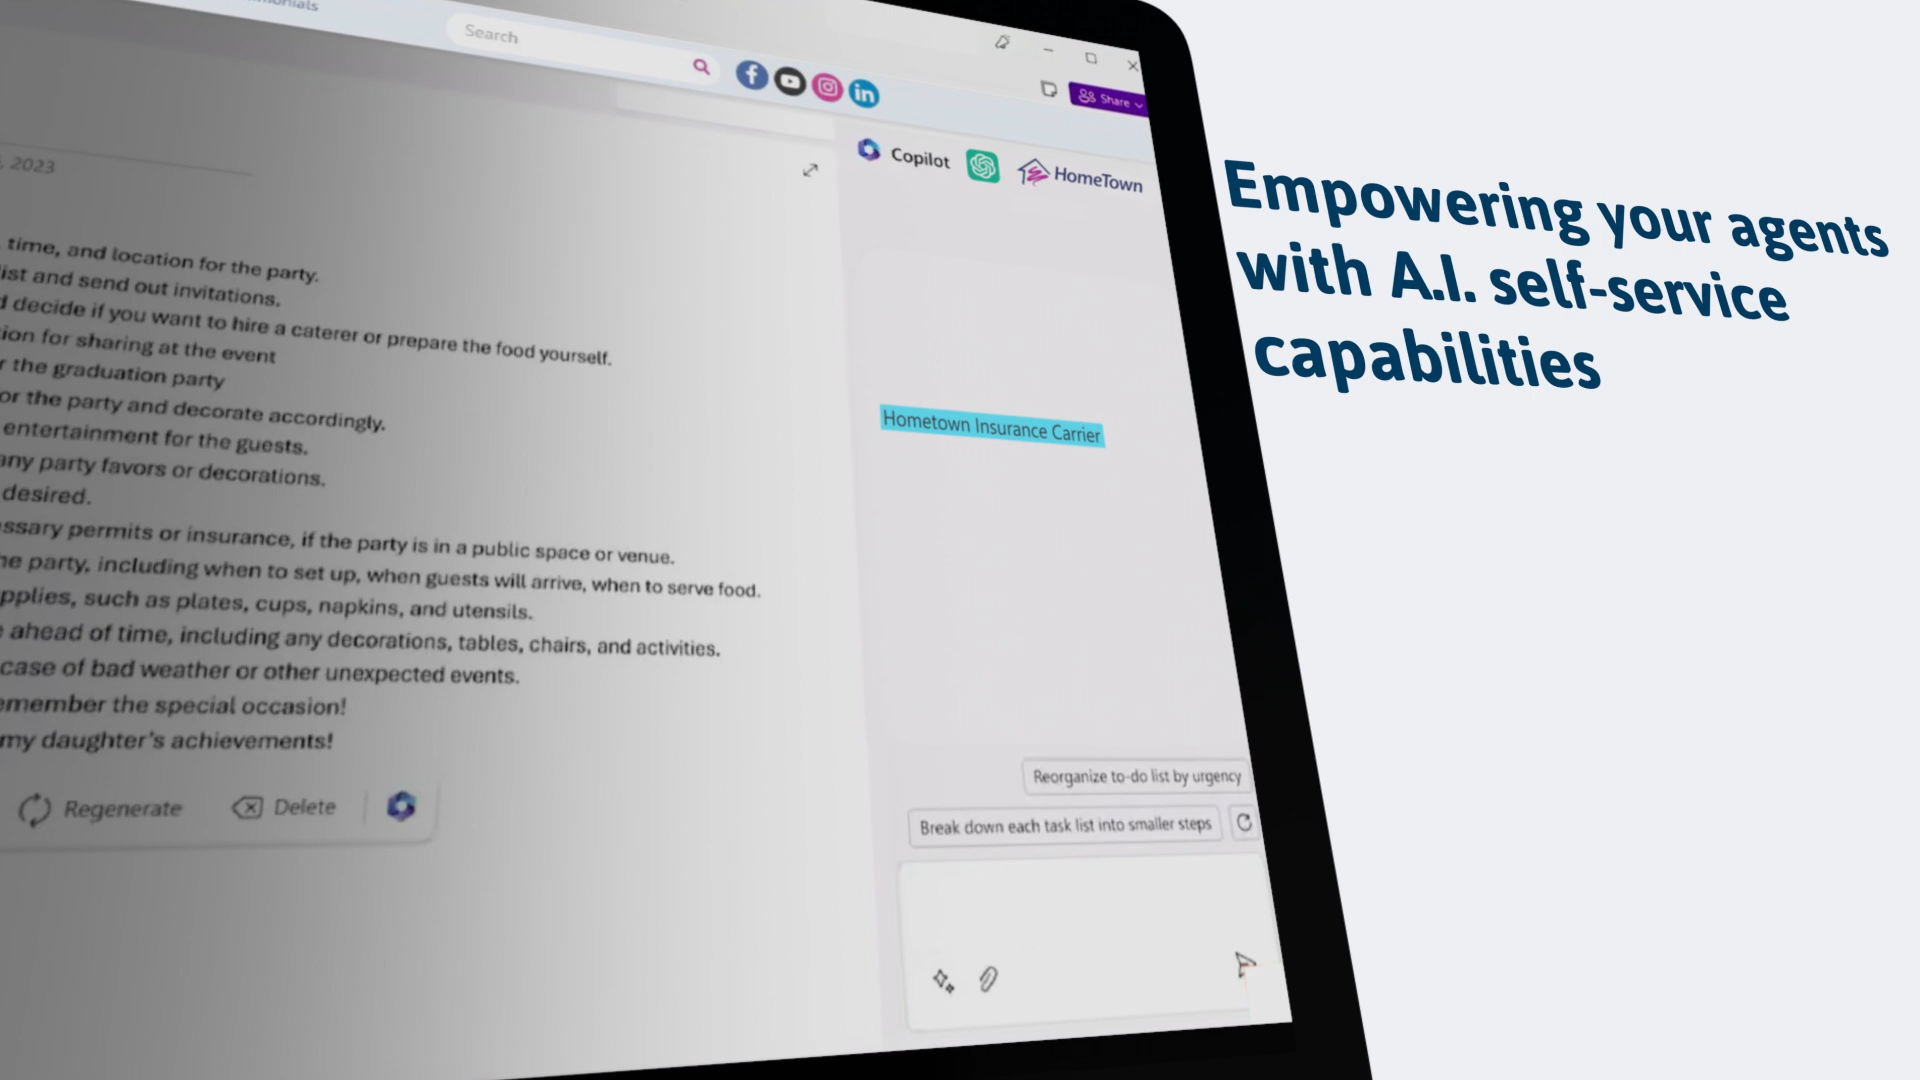 Search
Share
2023
Copilot
HomeTown
time, and location for the party.
and send out invitations.
decide if you want to hire a caterer or prepare the food yourself.
for sharing at the event
the graduation party
or the party and decorate accordingly.
entertainment for the guests.
any party favors or decorations.
desired.
permits or insurance, if the party is in a public space or venue.
party, including when to set up, when guests will arrive, when to serve food.
such as plates, cups, napkins, and utensils.
ahead of time, including any decorations, tables, chairs, and activities.
case of bad weather or other unexpected events.
the special occasion!
my daughter's achievements!
Regenerate
Delete
Hometown Insurance Carrier
Reorganize to-do list by urgency
Break down each task list into smaller steps
Empowering your agents
with A.I. self-service
capabilities